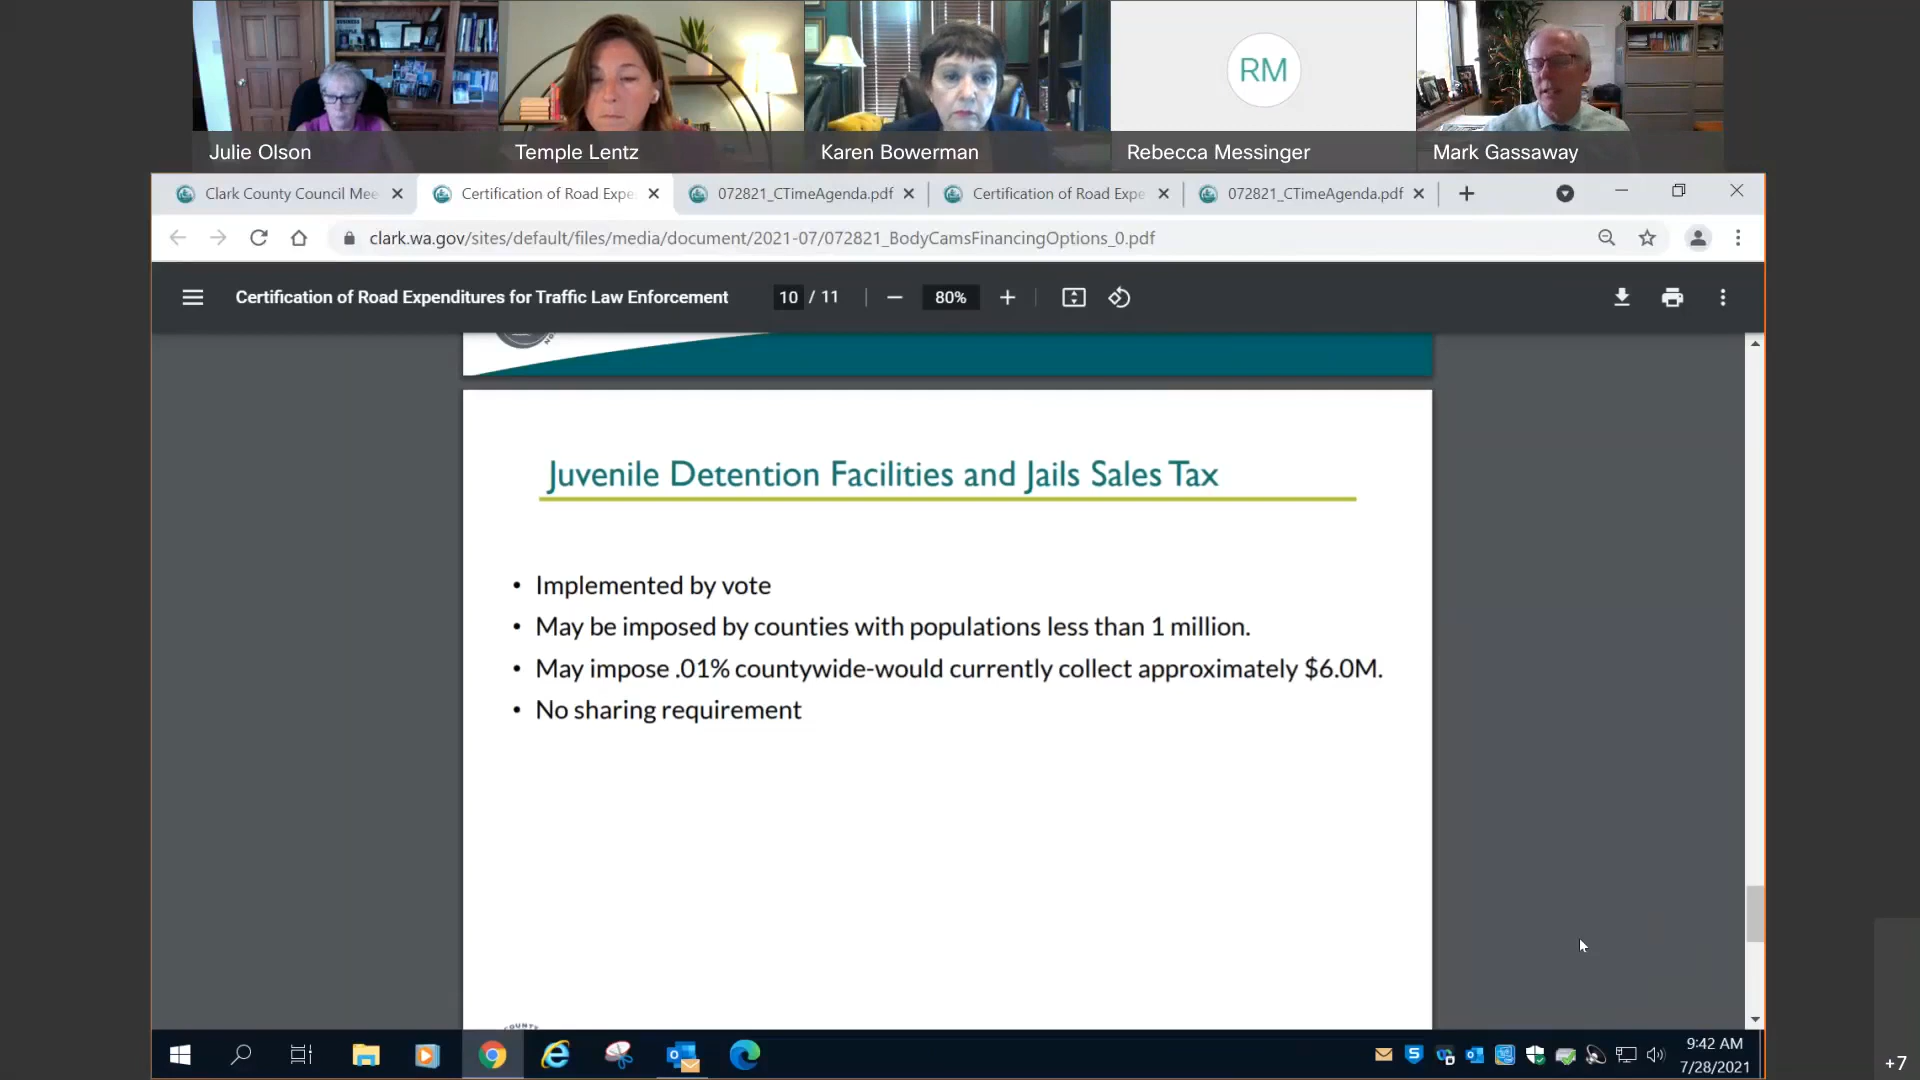 RM
Julie Olson
Temple Lentz
Karen Bowerman
Rebecca Messinger
Mark Gassaway
Clark County Council Mee
Certification of Road Expe
072821_CTimeAgenda.pdf
Certification of Road Expe
072821_CTimeAgenda.pdf
clark.wa.gov/sites/default/files/media/document/2021-07/072821_BodyCamsFinancingOptions_0.pdf
Certification of Road Expenditures for Traffic Law Enforcement
10 / 11
80%
Juvenile Detention Facilities and Jails Sales Tax
• Implemented by vote
• May be imposed by counties with populations less than 1 million.
• May impose .01% countywide-would currently collect approximately $6.0M.
• No sharing requirement
9:42 AM
7/28/2021
+7